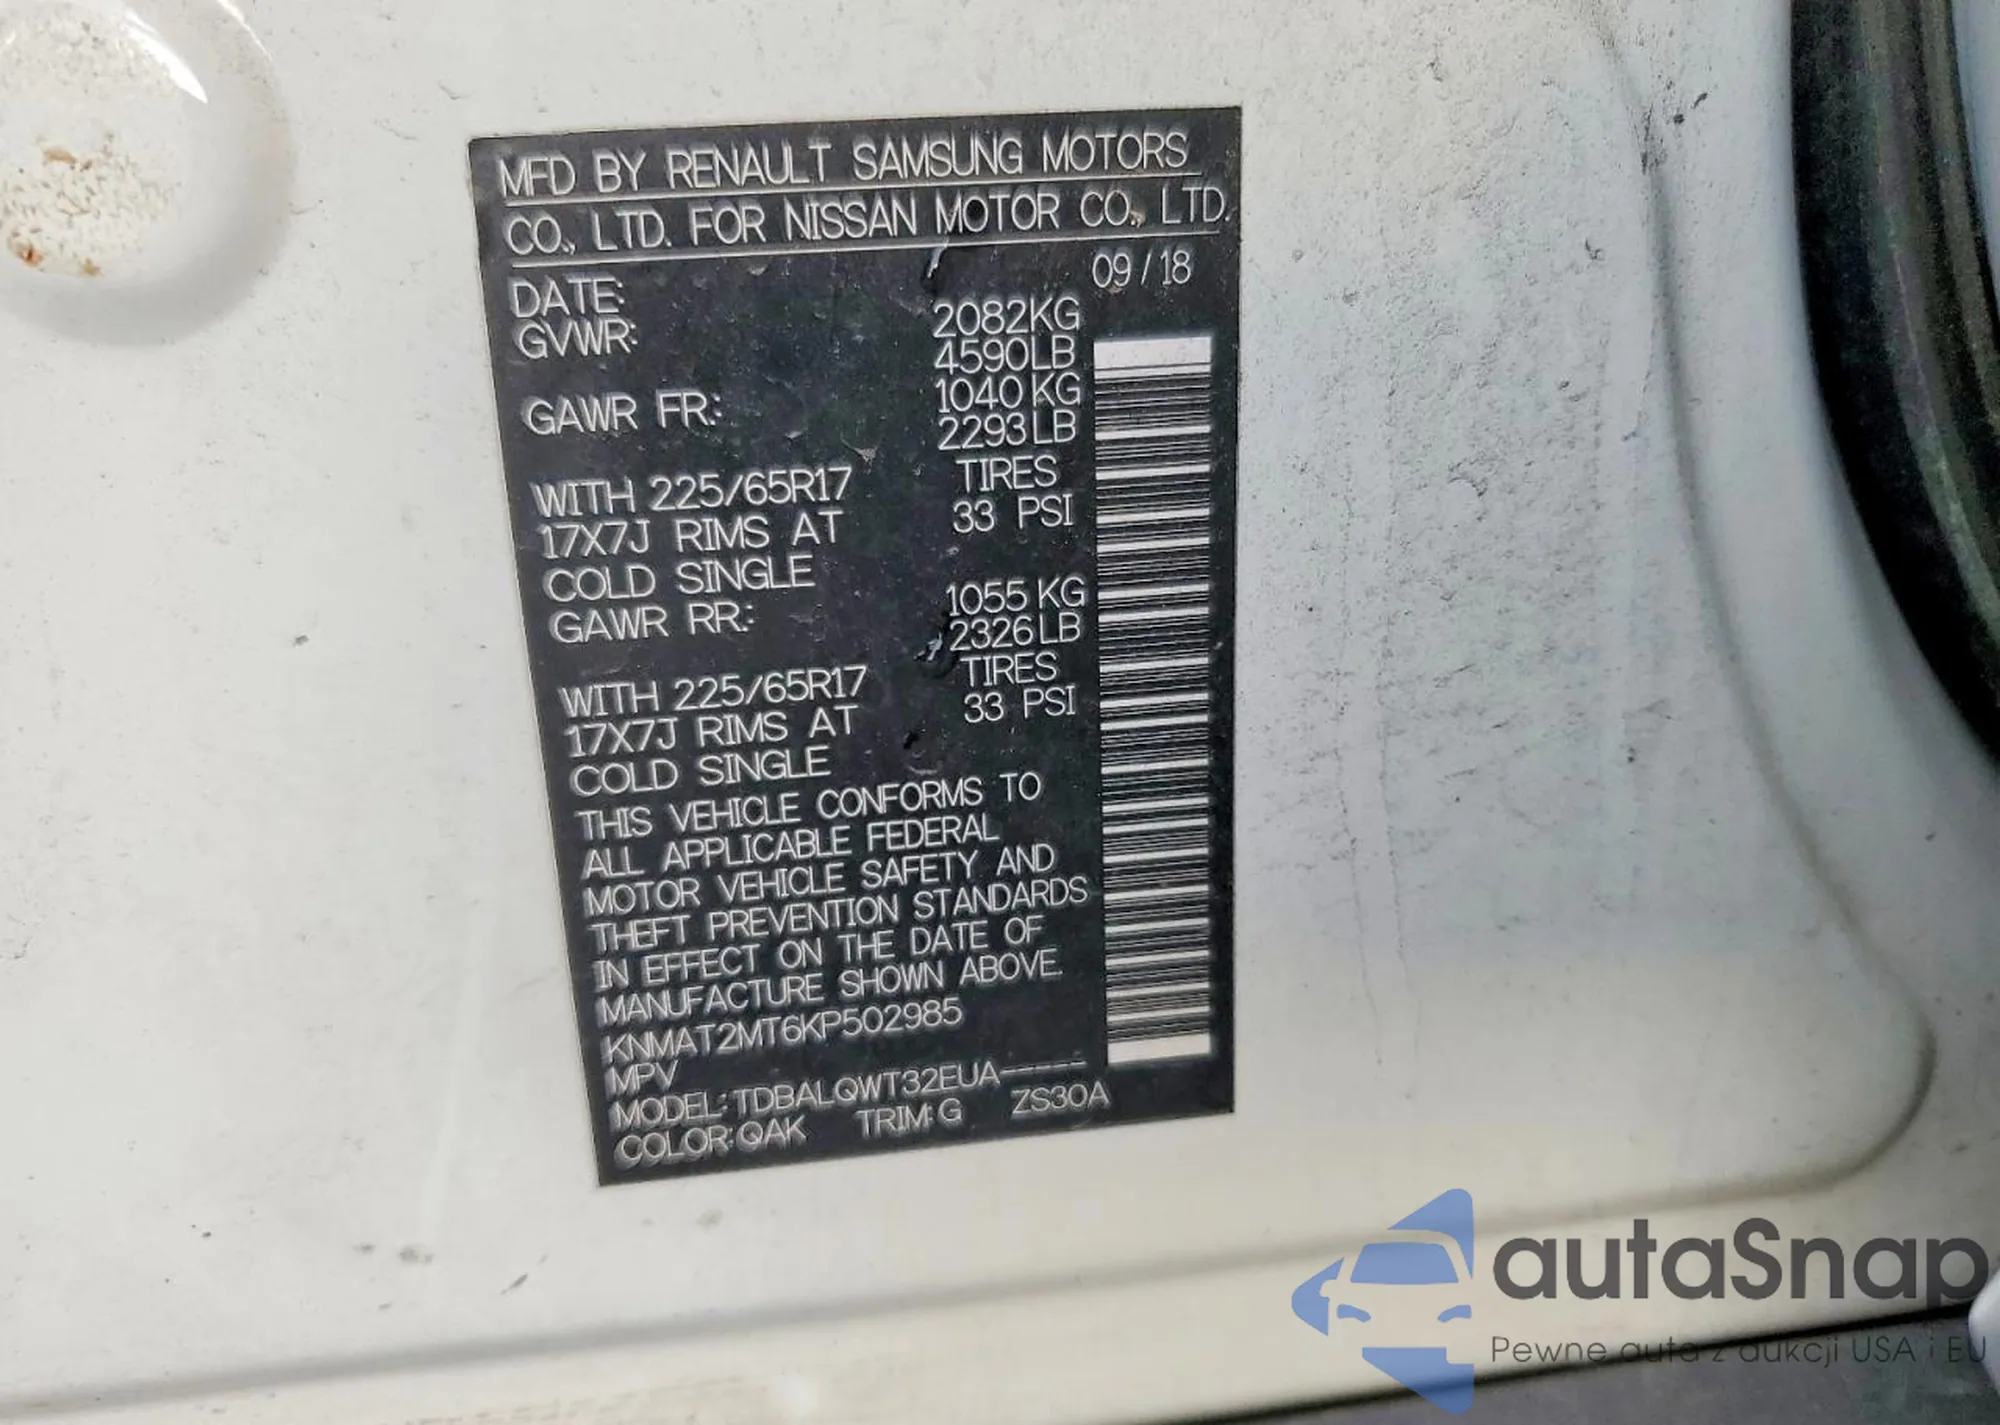 MFD BY RENAULT SAMSUNG MOTORS
CO., LTD. FOR NISSAN MOTOR CO., LTD.
DATE: 09 / 18
GVWR: 2082KG
4590LB
GAWR FR.: 1040 KG
2293LB
WITH 225/65R17 TIRES
17X7J RIMS AT 33 PSI
COLD SINGLE
GAWR RR.: 1055 KG
2326LB
WITH 225/65R17 TIRES
17X7J RIMS AT 33 PSI
COLD SINGLE
THIS VEHICLE CONFORMS TO
ALL APPLICABLE FEDERAL
MOTOR VEHICLE SAFETY AND
THEFT PREVENTION STANDARDS
IN EFFECT ON THE DATE OF
MANUFACTURE SHOWN ABOVE.
KNMAT2MT6KP502985
MPV
MODEL: TDBALQWT32EUA-----
COLOR: QAK TRIM: G ZS30A
autaSnap
Pewne auta z aukcji USA i EU